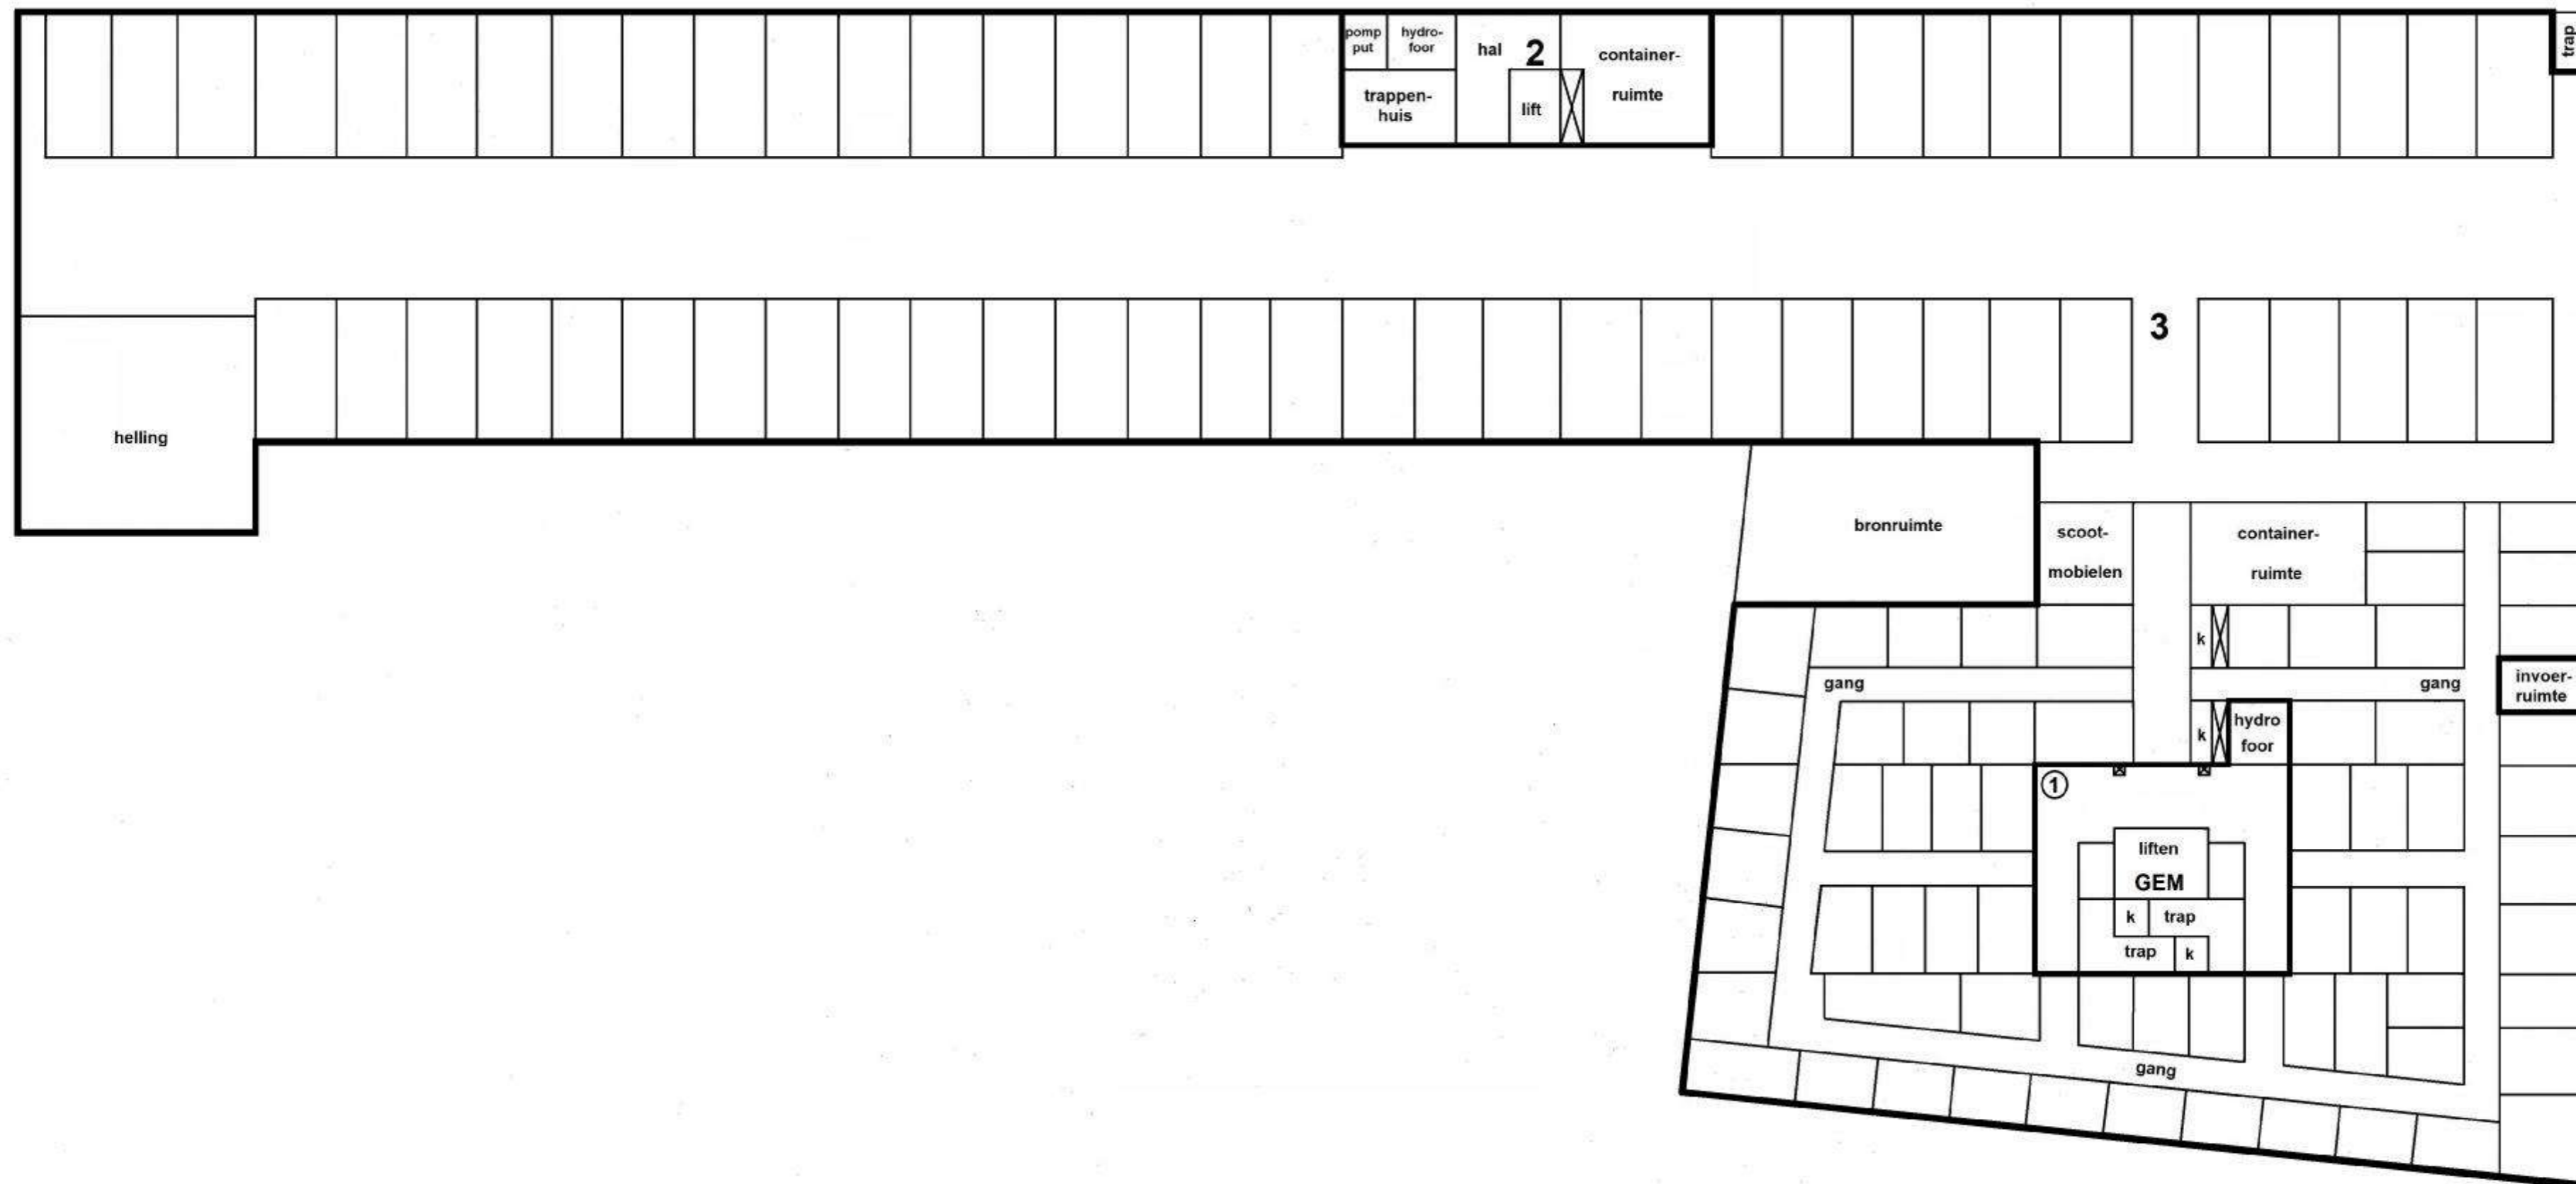 pomp
put
hydro-
foor
hal
2
container-
ruimte
trap
trappen-
huis
lift
3
helling
bronruimte
scoot-
mobielen
container-
ruimte
k
gang
gang
invoer-
ruimte
k
hydro
foor
1
liften
GEM
k
trap
trap
k
gang